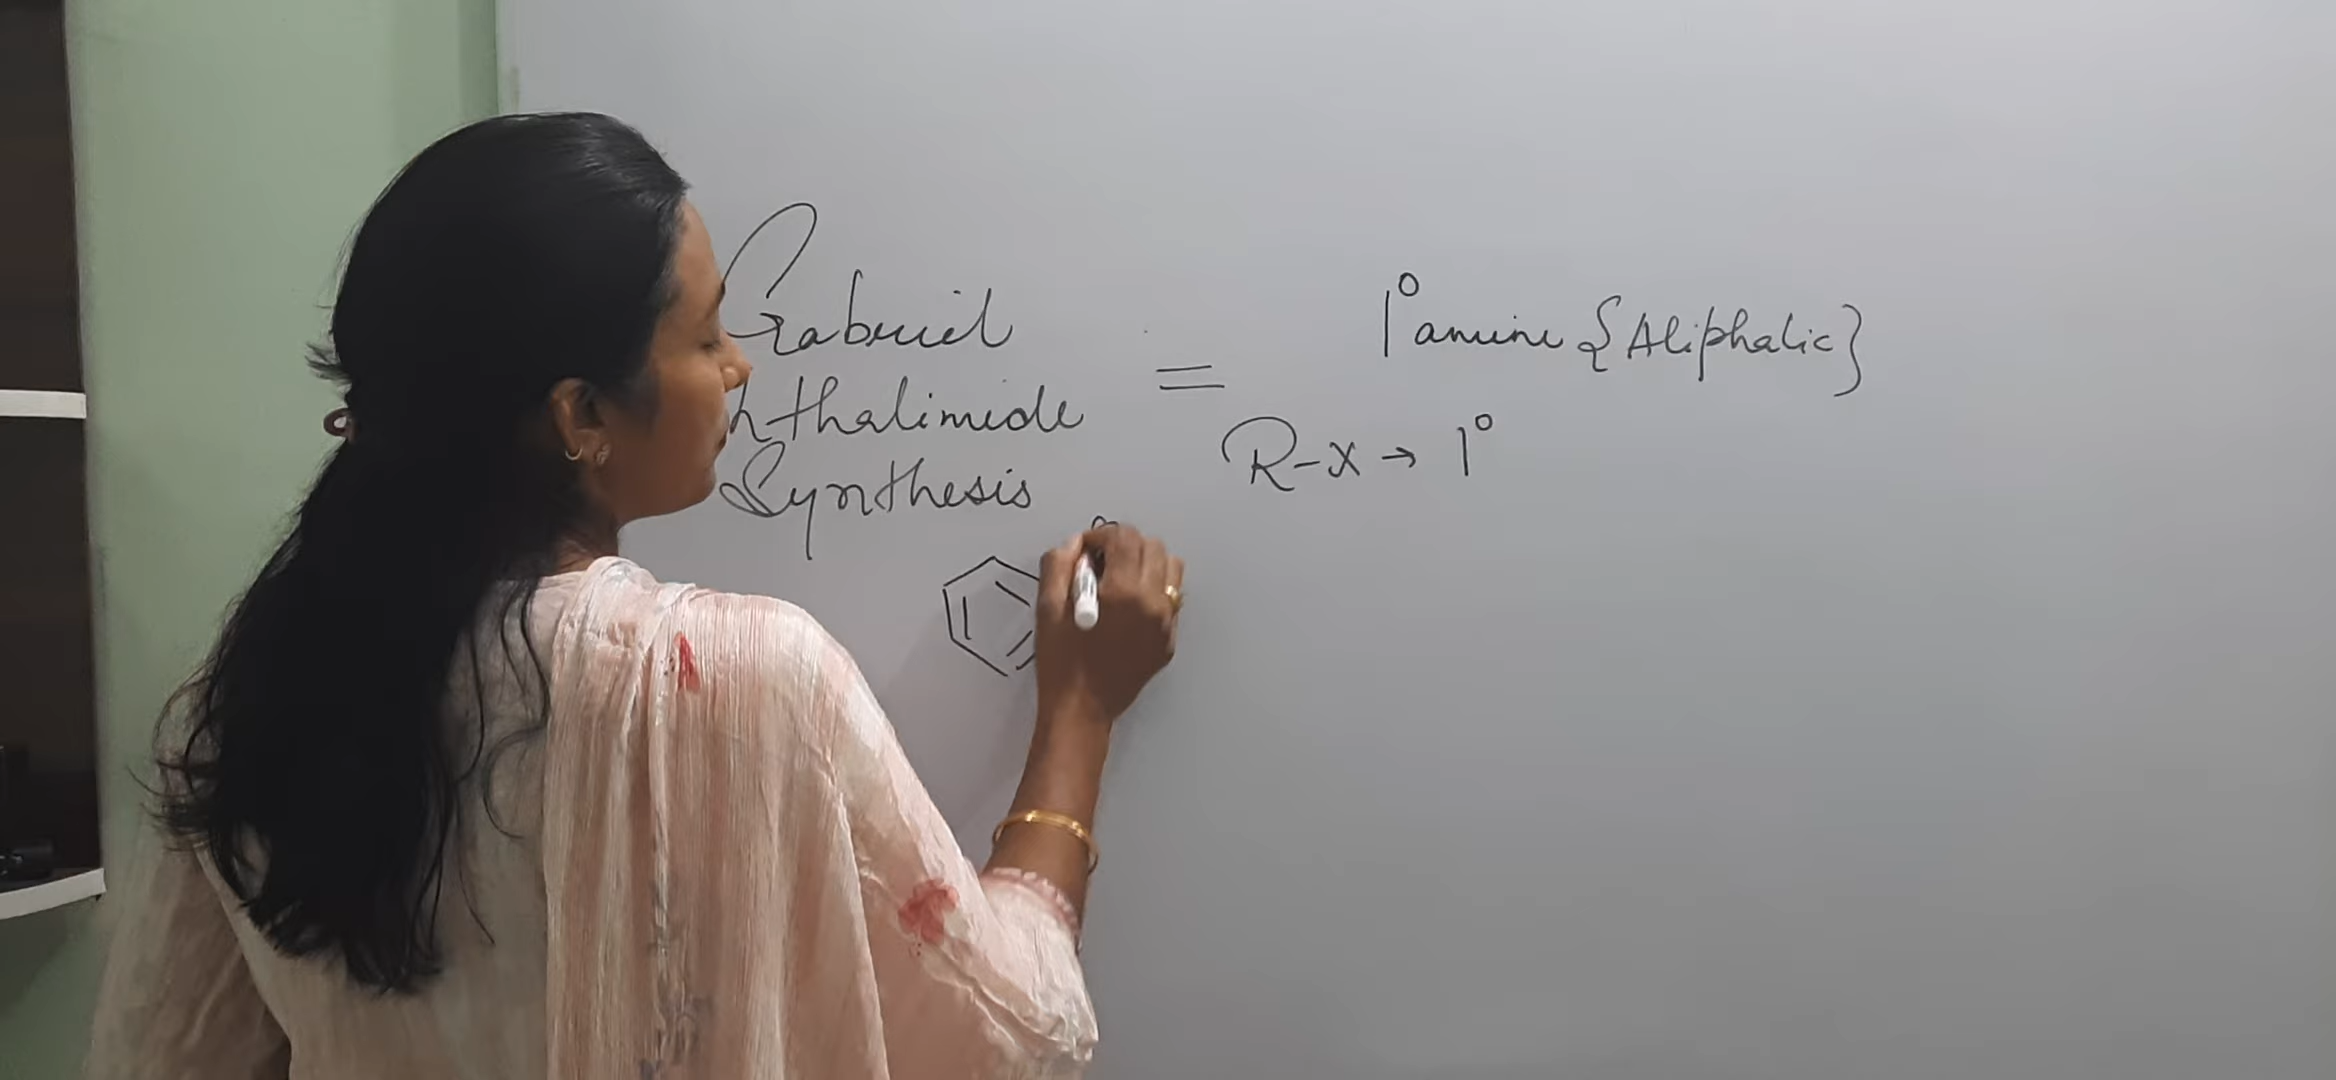 Gabriel
hthalimide
Synthesis
=
1° amine {Aliphatic}
R-X → 1°